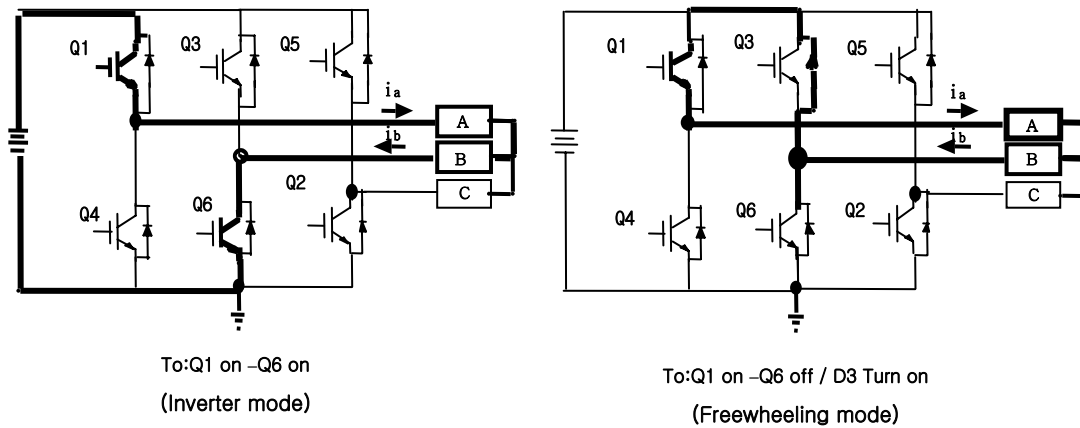 Q1 Q3 Q5
ia
A
ib
B
Q2
C
Q4 Q6
To:Q1 on –Q6 on
(Inverter mode)
Q1 Q3 Q5
ia
A
ib
B
C
Q4 Q6 Q2
To:Q1 on –Q6 off / D3 Turn on
(Freewheeling mode)